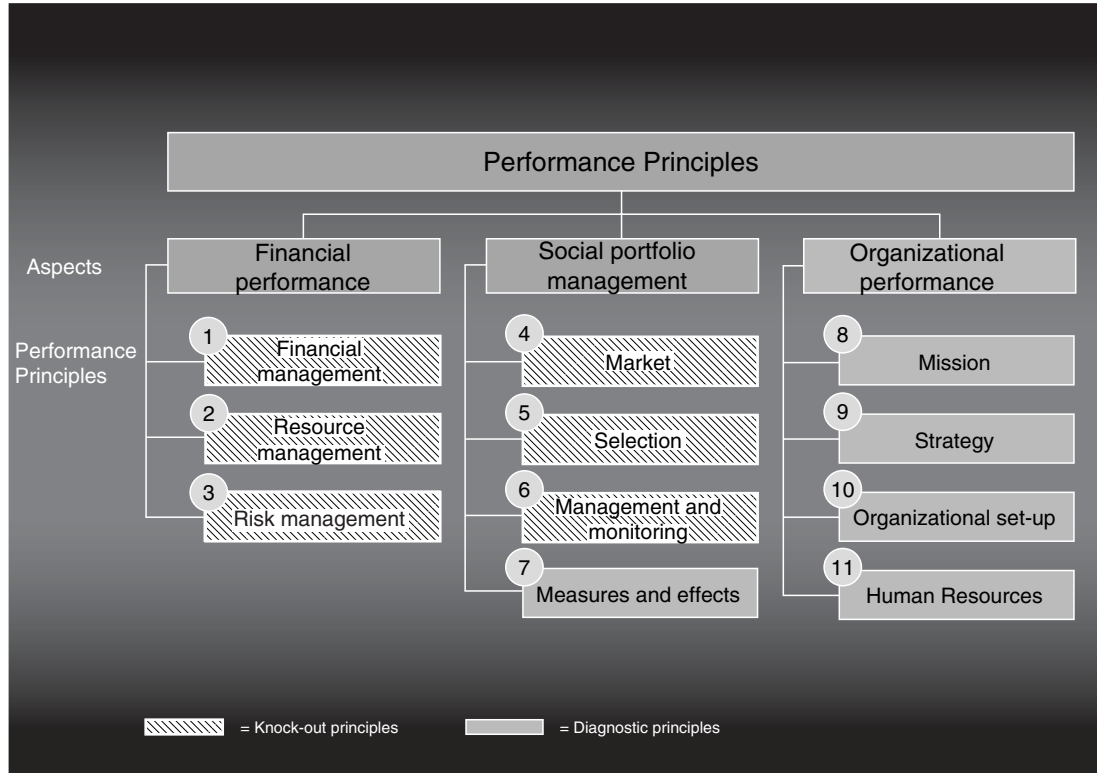 Performance Principles
Aspects
Financial
performance
Social portfolio
management
Organizational
performance
Performance
Principles
1
Financial
management
2
Resource
management
3
Risk management
4
Market
5
Selection
6
Management and
monitoring
7
Measures and effects
8
Mission
9
Strategy
10
Organizational set-up
11
Human Resources
= Knock-out principles
= Diagnostic principles